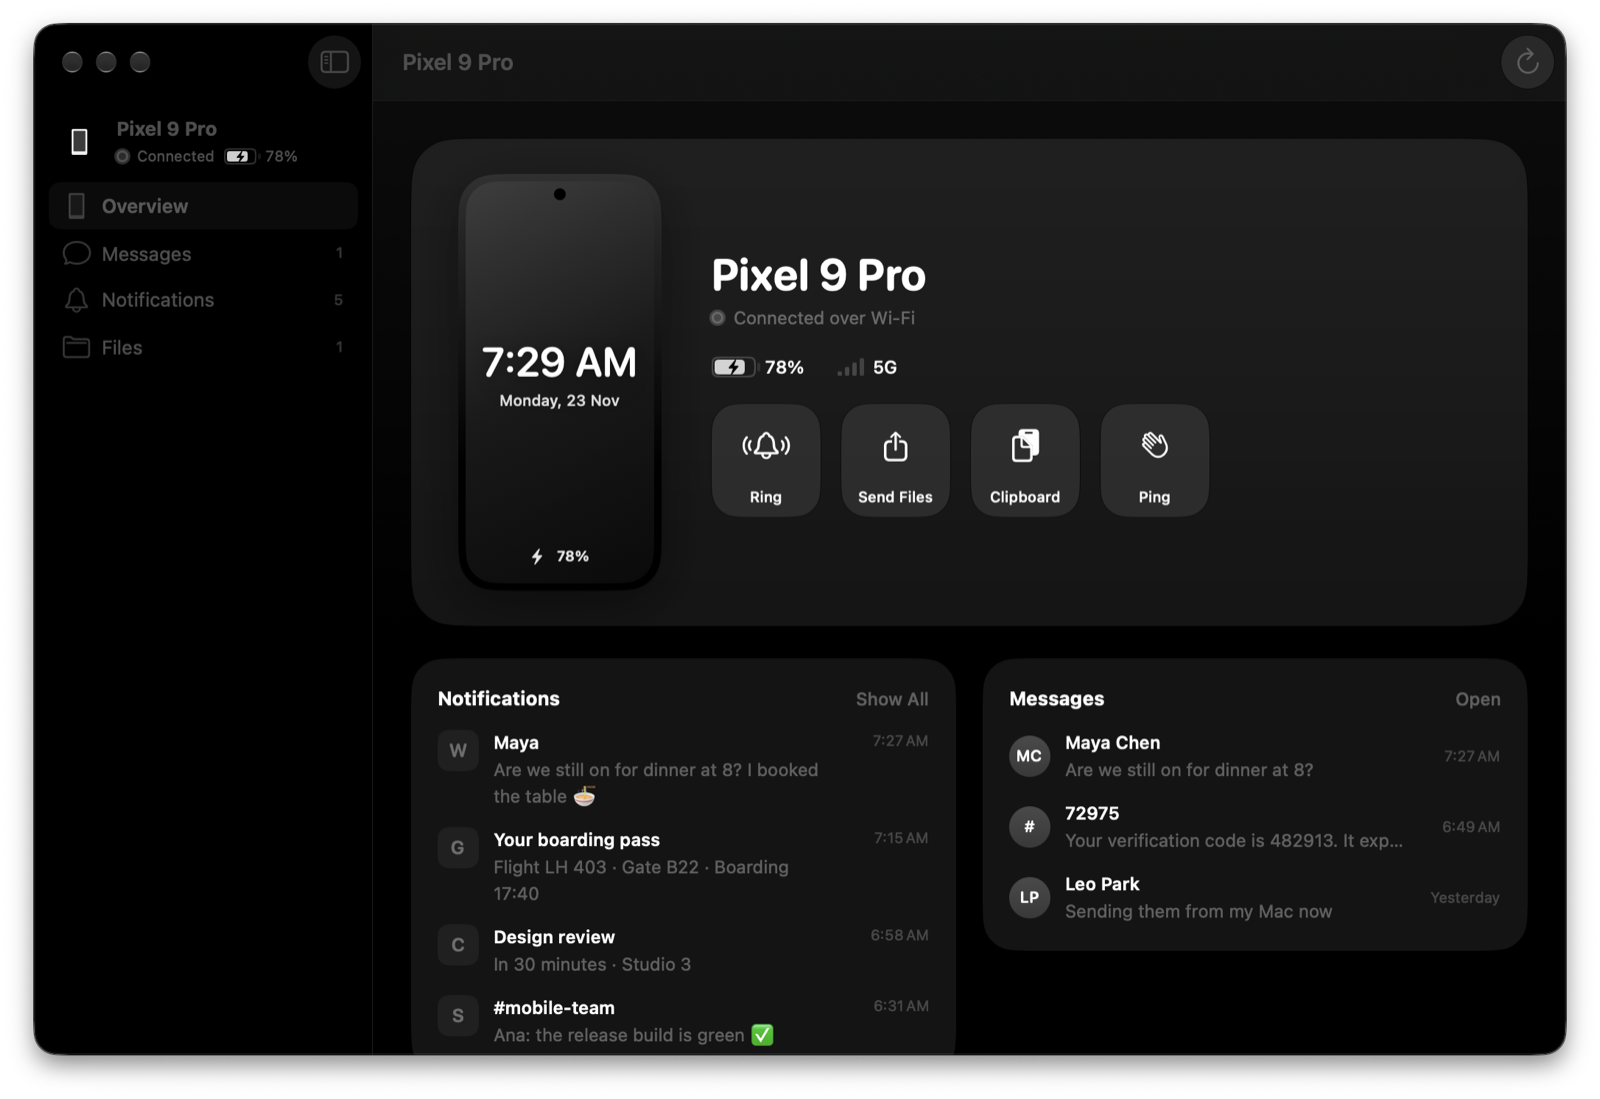 Pixel 9 Pro
Pixel 9 Pro
Connected 78%
Overview
Messages 1
Notifications 5
Files 1
7:29 AM
Monday, 23 Nov
78%
Pixel 9 Pro
Connected over Wi-Fi
78% 5G
Ring
Send Files
Clipboard
Ping
Notifications Show All
W
Maya 7:27 AM
Are we still on for dinner at 8? I booked
the table 🍜
G
Your boarding pass 7:15 AM
Flight LH 403 · Gate B22 · Boarding
17:40
C
Design review 6:58 AM
In 30 minutes · Studio 3
S
#mobile-team 6:31 AM
Ana: the release build is green ✅
Messages Open
MC
Maya Chen 7:27 AM
Are we still on for dinner at 8?
#
72975 6:49 AM
Your verification code is 482913. It exp...
LP
Leo Park Yesterday
Sending them from my Mac now